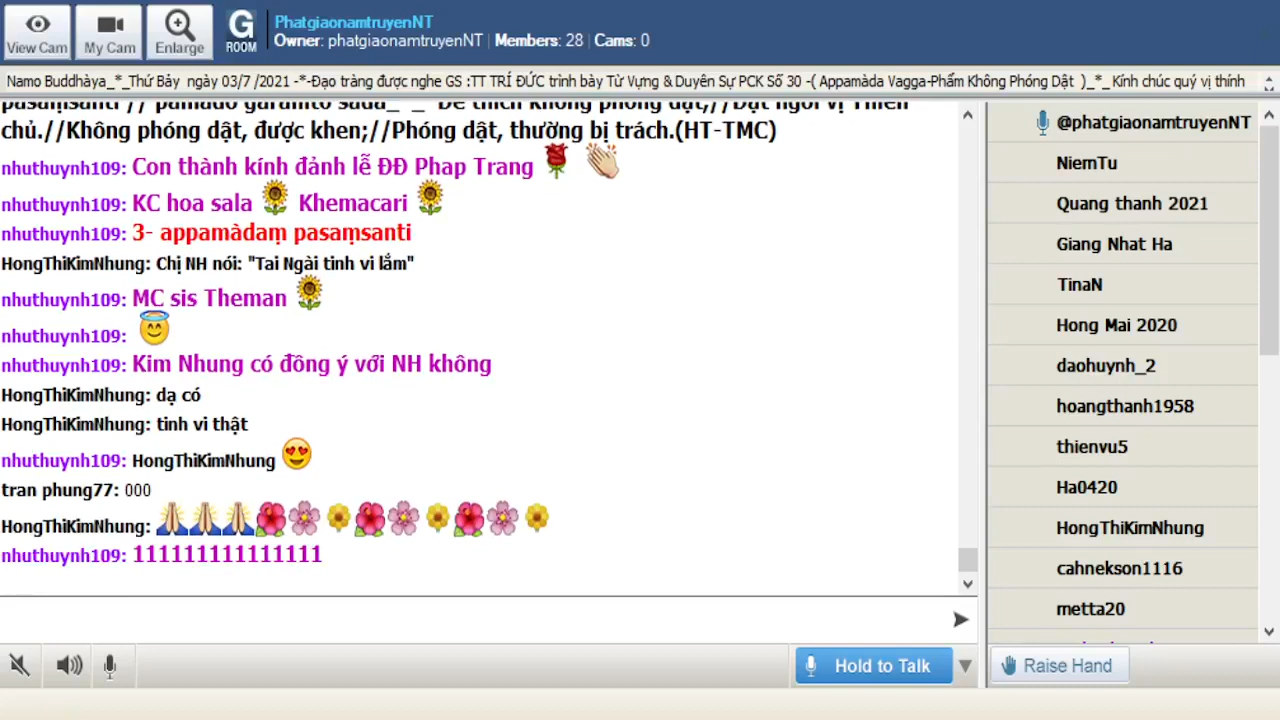 View Cam
My Cam
Enlarge
G
ROOM
PhatgiaonamtruyenNT
Owner: phatgiaonamtruyenNT | Members: 28 | Cams: 0
Namo Buddhàya_*_Thứ Bảy ngày 03/7 /2021 -*-Đạo tràng được nghe GS :TT TRÍ ĐỨC trình bày Từ Vựng & Duyên Sự PCK Số 30 -( Appamàda Vagga-Phẩm Không Phóng Dật )_*_Kính chúc quý vị thính
pasaṃsanti // pamādo garahito sadā_*_*Đế thích không phóng dật,//Đạt ngôi vị Thiên
chủ.//Không phóng dật, được khen;//Phóng dật, thường bị trách.(HT-TMC)
nhuthuynh109: Con thành kính đảnh lễ ĐĐ Phap Trang
nhuthuynh109: KC hoa sala Khemacari
nhuthuynh109: 3- appamàdaṃ pasaṃsanti
HongThiKimNhung: Chị NH nói: "Tai Ngài tinh vi lắm"
nhuthuynh109: MC sis Theman
nhuthuynh109:
nhuthuynh109: Kim Nhung có đồng ý với NH không
HongThiKimNhung: dạ có
HongThiKimNhung: tinh vi thật
nhuthuynh109: HongThiKimNhung
tran phung77: 000
HongThiKimNhung:
nhuthuynh109: 111111111111111
@phatgiaonamtruyenNT
NiemTu
Quang thanh 2021
Giang Nhat Ha
TinaN
Hong Mai 2020
daohuynh_2
hoangthanh1958
thienvu5
Ha0420
HongThiKimNhung
cahnekson1116
metta20
Hold to Talk
Raise Hand